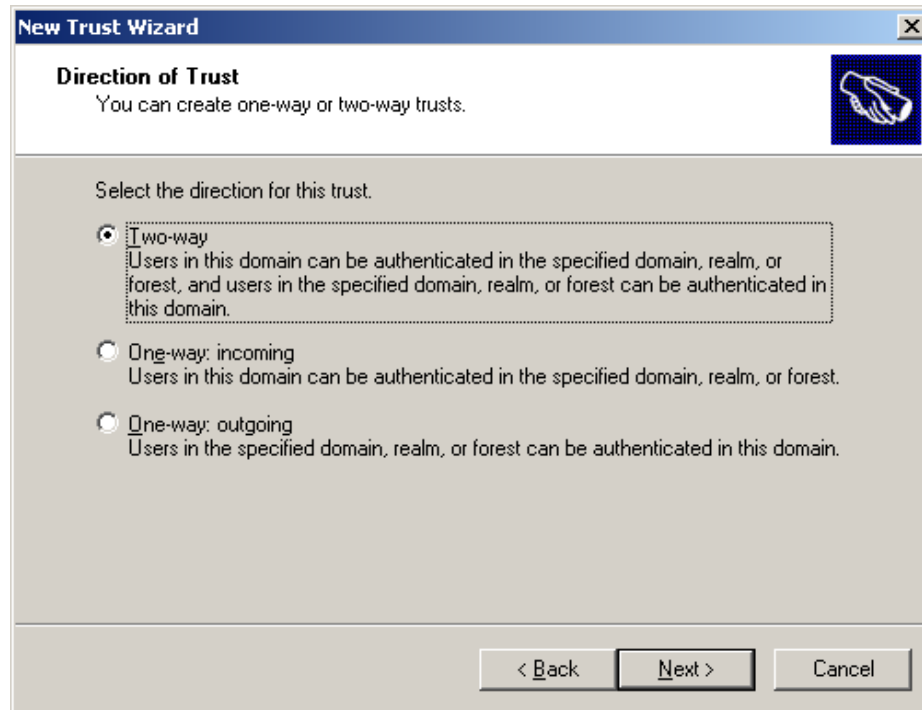 New Trust Wizard
Direction of Trust
You can create one-way or two-way trusts.
Select the direction for this trust.
Two-way
Users in this domain can be authenticated in the specified domain, realm, or
forest, and users in the specified domain, realm, or forest can be authenticated in
this domain.
One-way: incoming
Users in this domain can be authenticated in the specified domain, realm, or forest.
One-way: outgoing
Users in the specified domain, realm, or forest can be authenticated in this domain.
< Back Next > Cancel